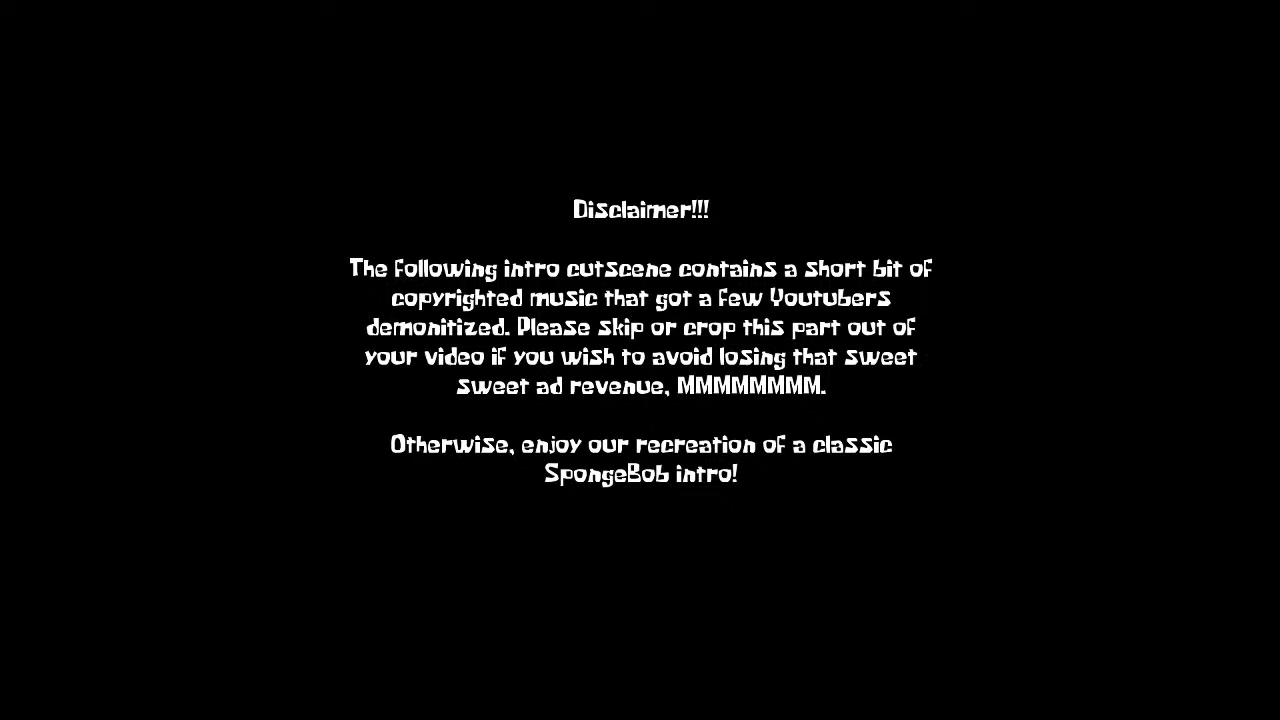 Disclaimer!!!
The following intro cutscene contains a short bit of
copyrighted music that got a few Youtubers
demonitized. Please skip or crop this part out of
your video if you wish to avoid losing that sweet
sweet ad revenue, MMMMMMMM.
Otherwise, enjoy our recreation of a classic
SpongeBob intro!